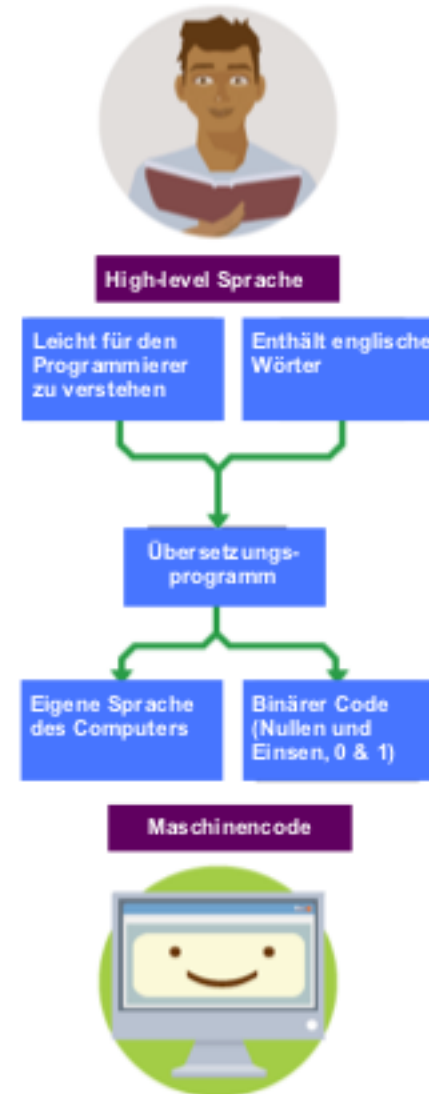 High-level Sprache
Leicht für den
Programmierer
zu verstehen
Enthält englische
Wörter
Übersetzungs-
programm
Eigene Sprache
des Computers
Binärer Code
(Nullen und
Einsen, 0 & 1)
Maschinencode